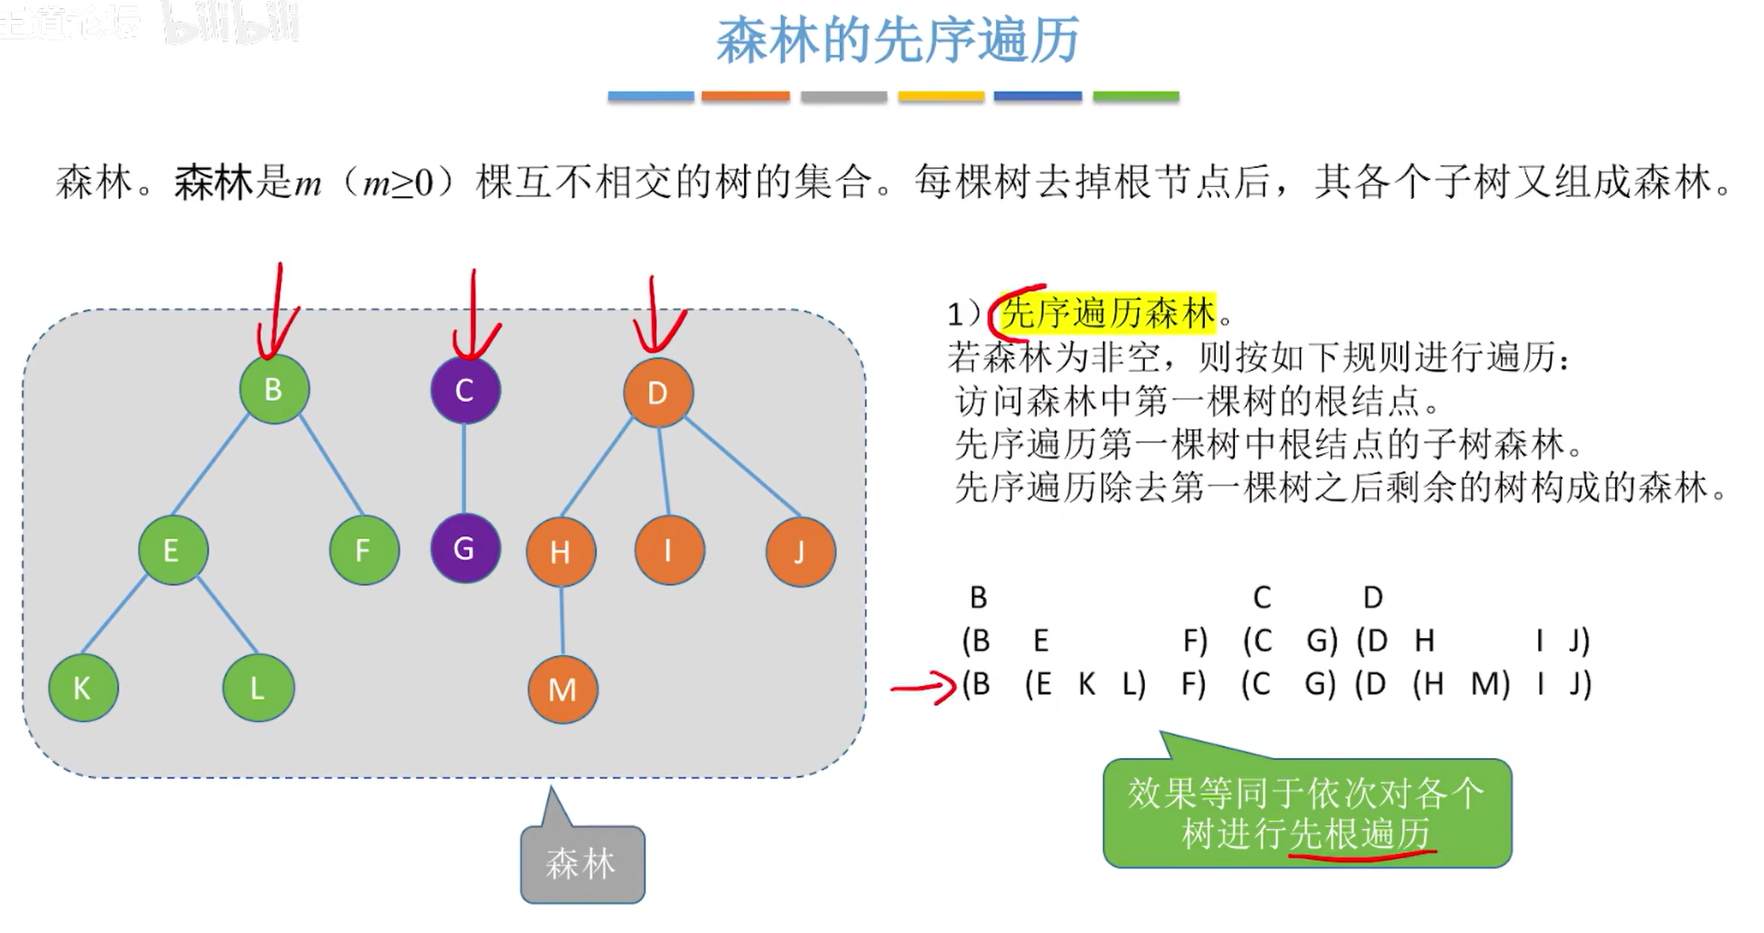 王道论坛 bilibili
森林的先序遍历
森林。森林是m（m≥0）棵互不相交的树的集合。每棵树去掉根节点后，其各个子树又组成森林。
B C D
E F G H I J
K L M
森林
1）先序遍历森林。
若森林为非空，则按如下规则进行遍历：
访问森林中第一棵树的根结点。
先序遍历第一棵树中根结点的子树森林。
先序遍历除去第一棵树之后剩余的树构成的森林。
B C D
(B E F) (C G) (D H I J)
(B (E K L) F) (C G) (D (H M) I J)
效果等同于依次对各个
树进行先根遍历